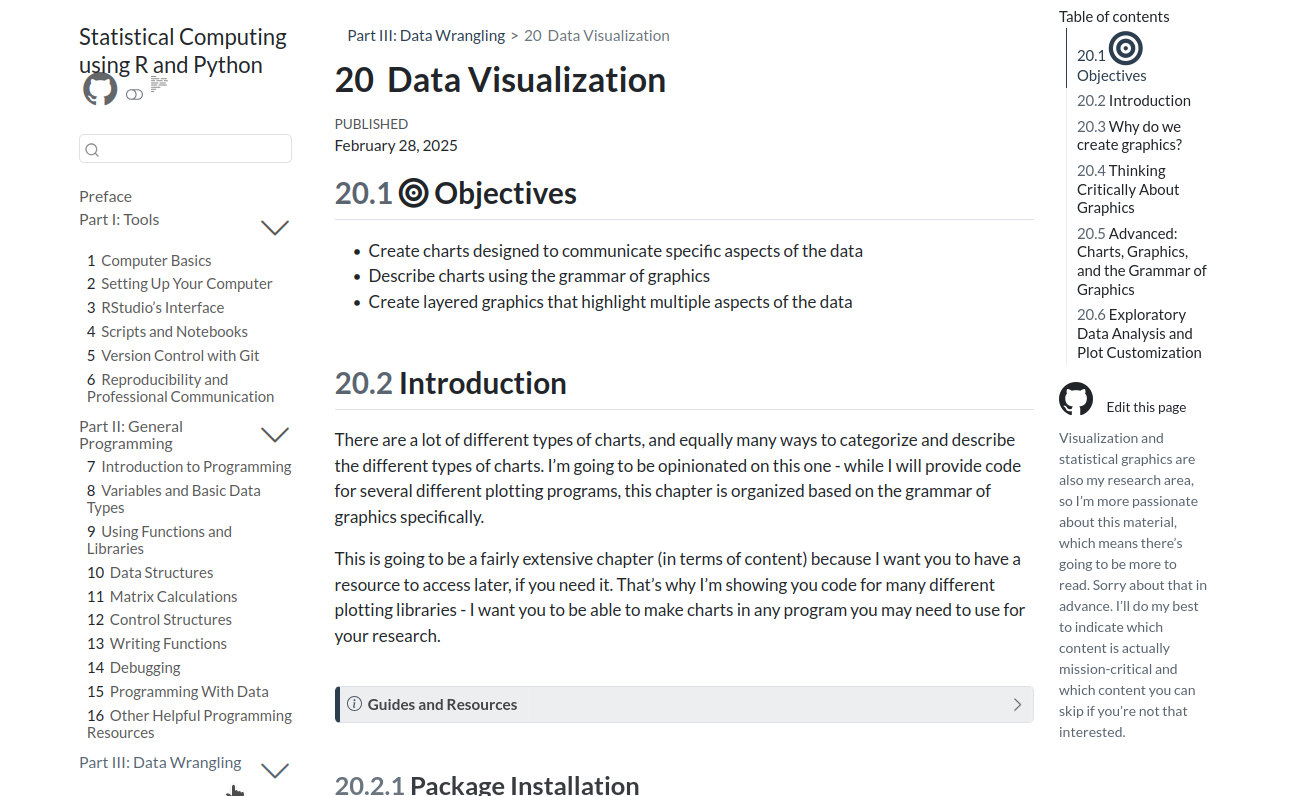 Statistical Computing
using R and Python
Preface
Part I: Tools
1 Computer Basics
2 Setting Up Your Computer
3 RStudio's Interface
4 Scripts and Notebooks
5 Version Control with Git
6 Reproducibility and
Professional Communication
Part II: General
Programming
7 Introduction to Programming
8 Variables and Basic Data
Types
9 Using Functions and
Libraries
10 Data Structures
11 Matrix Calculations
12 Control Structures
13 Writing Functions
14 Debugging
15 Programming With Data
16 Other Helpful Programming
Resources
Part III: Data Wrangling
Part III: Data Wrangling > 20 Data Visualization
20 Data Visualization
PUBLISHED
February 28, 2025
20.1 Objectives
• Create charts designed to communicate specific aspects of the data
• Describe charts using the grammar of graphics
• Create layered graphics that highlight multiple aspects of the data
20.2 Introduction
There are a lot of different types of charts, and equally many ways to categorize and describe
the different types of charts. I'm going to be opinionated on this one - while I will provide code
for several different plotting programs, this chapter is organized based on the grammar of
graphics specifically.
This is going to be a fairly extensive chapter (in terms of content) because I want you to have a
resource to access later, if you need it. That's why I'm showing you code for many different
plotting libraries - I want you to be able to make charts in any program you may need to use for
your research.
Guides and Resources
20.2.1 Package Installation
Table of contents
20.1
Objectives
20.2 Introduction
20.3 Why do we
create graphics?
20.4 Thinking
Critically About
Graphics
20.5 Advanced:
Charts, Graphics,
and the Grammar of
Graphics
20.6 Exploratory
Data Analysis and
Plot Customization
Edit this page
Visualization and
statistical graphics are
also my research area,
so I'm more passionate
about this material,
which means there's
going to be more to
read. Sorry about that in
advance. I'll do my best
to indicate which
content is actually
mission-critical and
which content you can
skip if you're not that
interested.